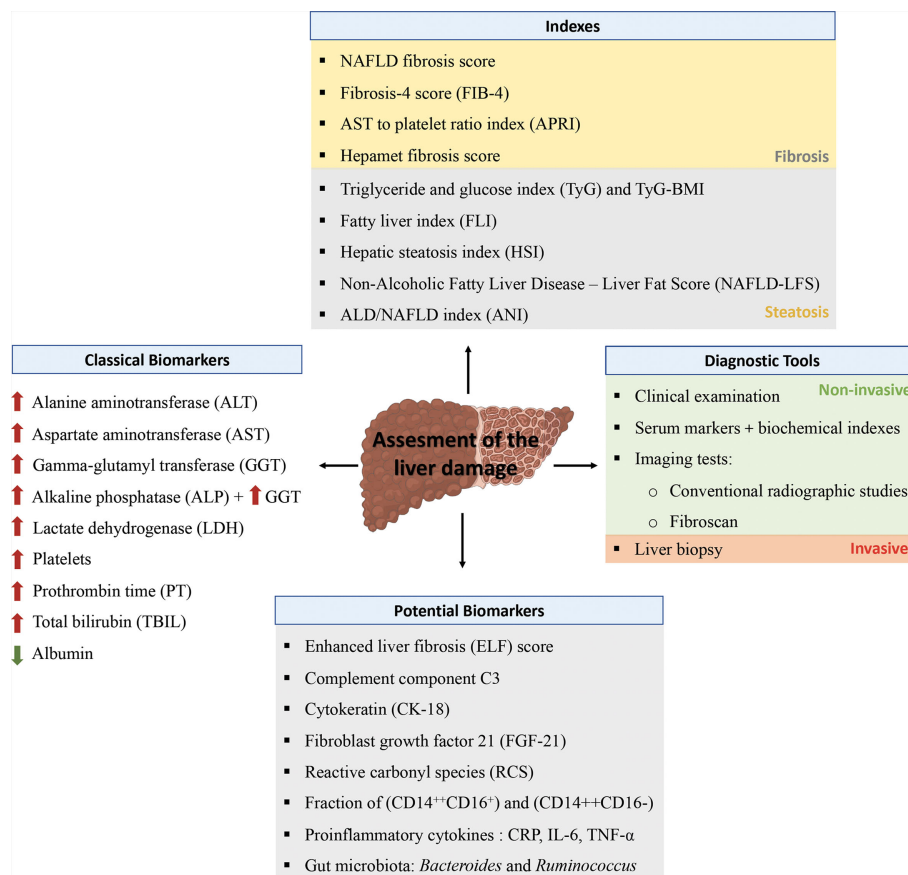 Indexes
▪ NAFLD fibrosis score
▪ Fibrosis-4 score (FIB-4)
▪ AST to platelet ratio index (APRI)
▪ Hepamet fibrosis score
Fibrosis
▪ Triglyceride and glucose index (TyG) and TyG-BMI
▪ Fatty liver index (FLI)
▪ Hepatic steatosis index (HSI)
▪ Non-Alcoholic Fatty Liver Disease – Liver Fat Score (NAFLD-LFS)
▪ ALD/NAFLD index (ANI)
Steatosis
Classical Biomarkers
Alanine aminotransferase (ALT)
Aspartate aminotransferase (AST)
Gamma-glutamyl transferase (GGT)
Alkaline phosphatase (ALP) + GGT
Lactate dehydrogenase (LDH)
Platelets
Prothrombin time (PT)
Total bilirubin (TBIL)
Albumin
Assesment of the
liver damage
Diagnostic Tools
Non-invasive
▪ Clinical examination
▪ Serum markers + biochemical indexes
▪ Imaging tests:
o Conventional radiographic studies
o Fibroscan
▪ Liver biopsy
Invasive
Potential Biomarkers
▪ Enhanced liver fibrosis (ELF) score
▪ Complement component C3
▪ Cytokeratin (CK-18)
▪ Fibroblast growth factor 21 (FGF-21)
▪ Reactive carbonyl species (RCS)
▪ Fraction of (CD14⁺⁺CD16⁺) and (CD14++CD16-)
▪ Proinflammatory cytokines : CRP, IL-6, TNF-α
▪ Gut microbiota: Bacteroides and Ruminococcus